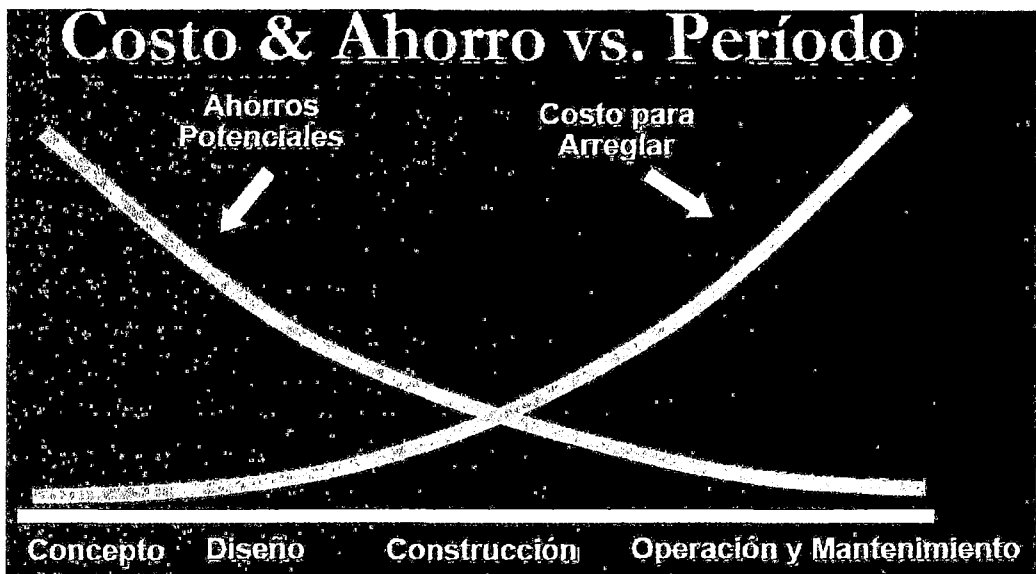 Costo & Ahorro vs. Período
Ahorros
Potenciales
Costo para
Arreglar
Concepto
Diseño
Construcción
Operación y Mantenimiento